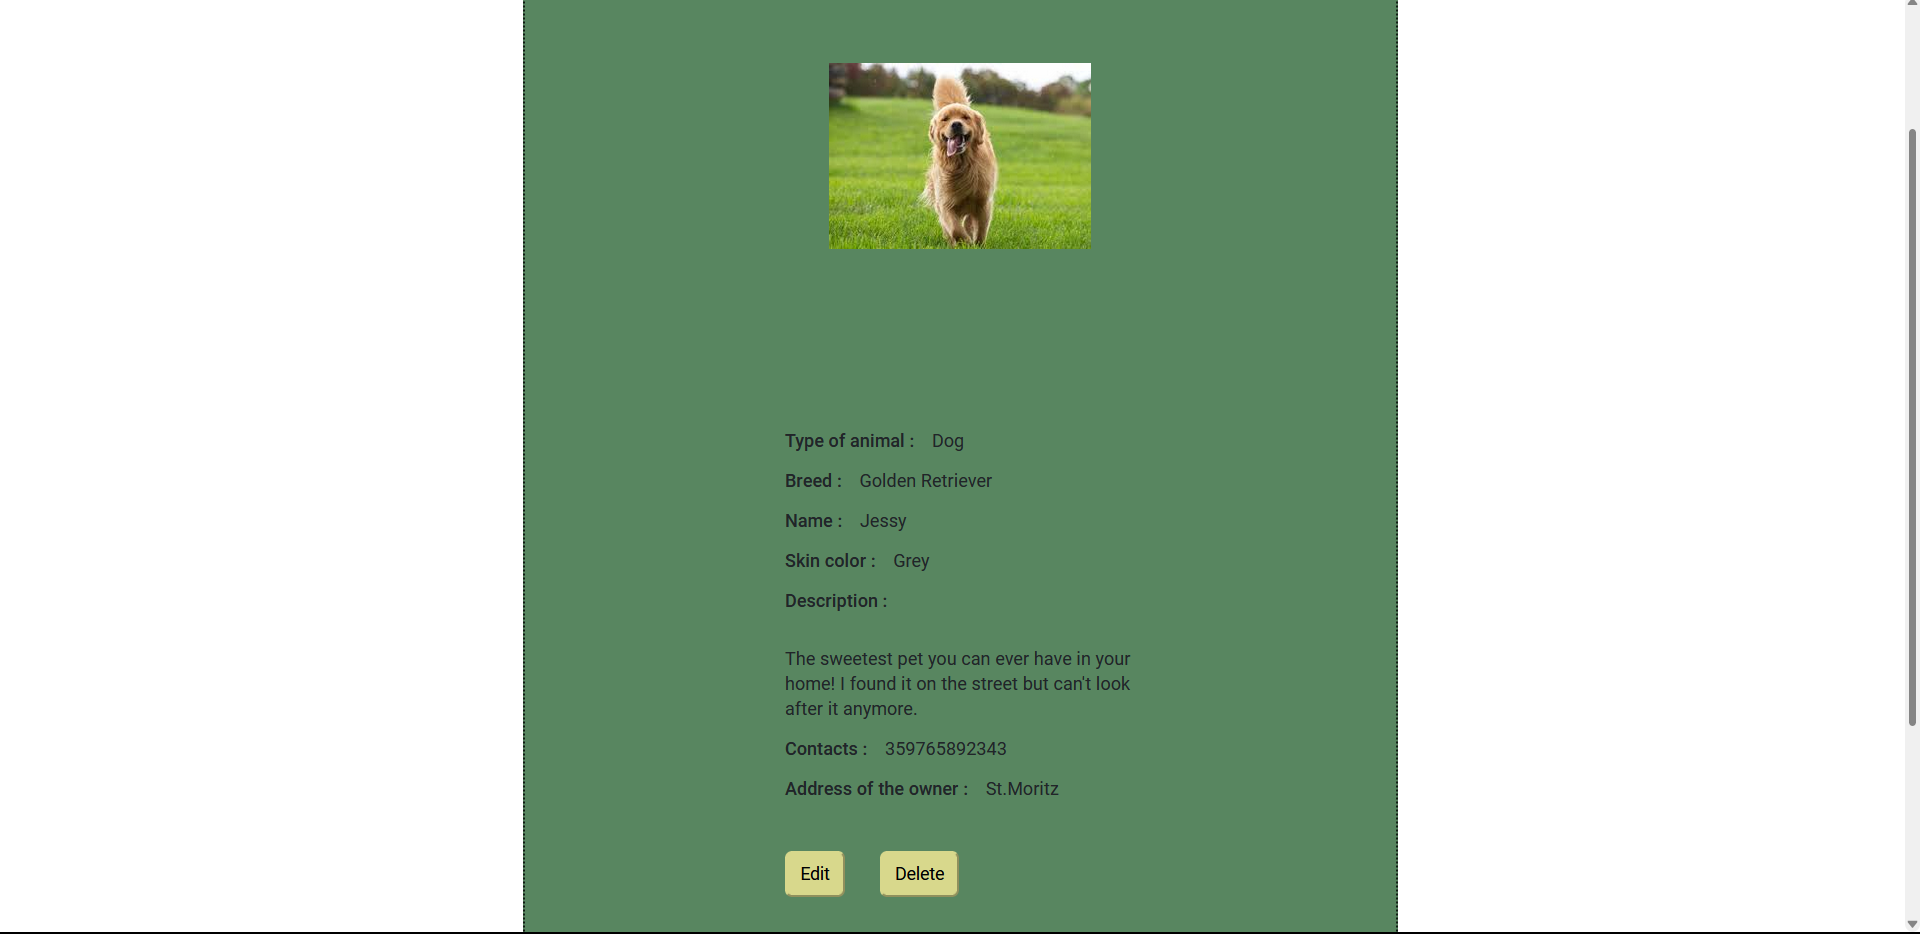 Type of animal : Dog
Breed : Golden Retriever
Name : Jessy
Skin color : Grey
Description :
The sweetest pet you can ever have in your
home! I found it on the street but can't look
after it anymore.
Contacts : 359765892343
Address of the owner : St.Moritz
Edit Delete